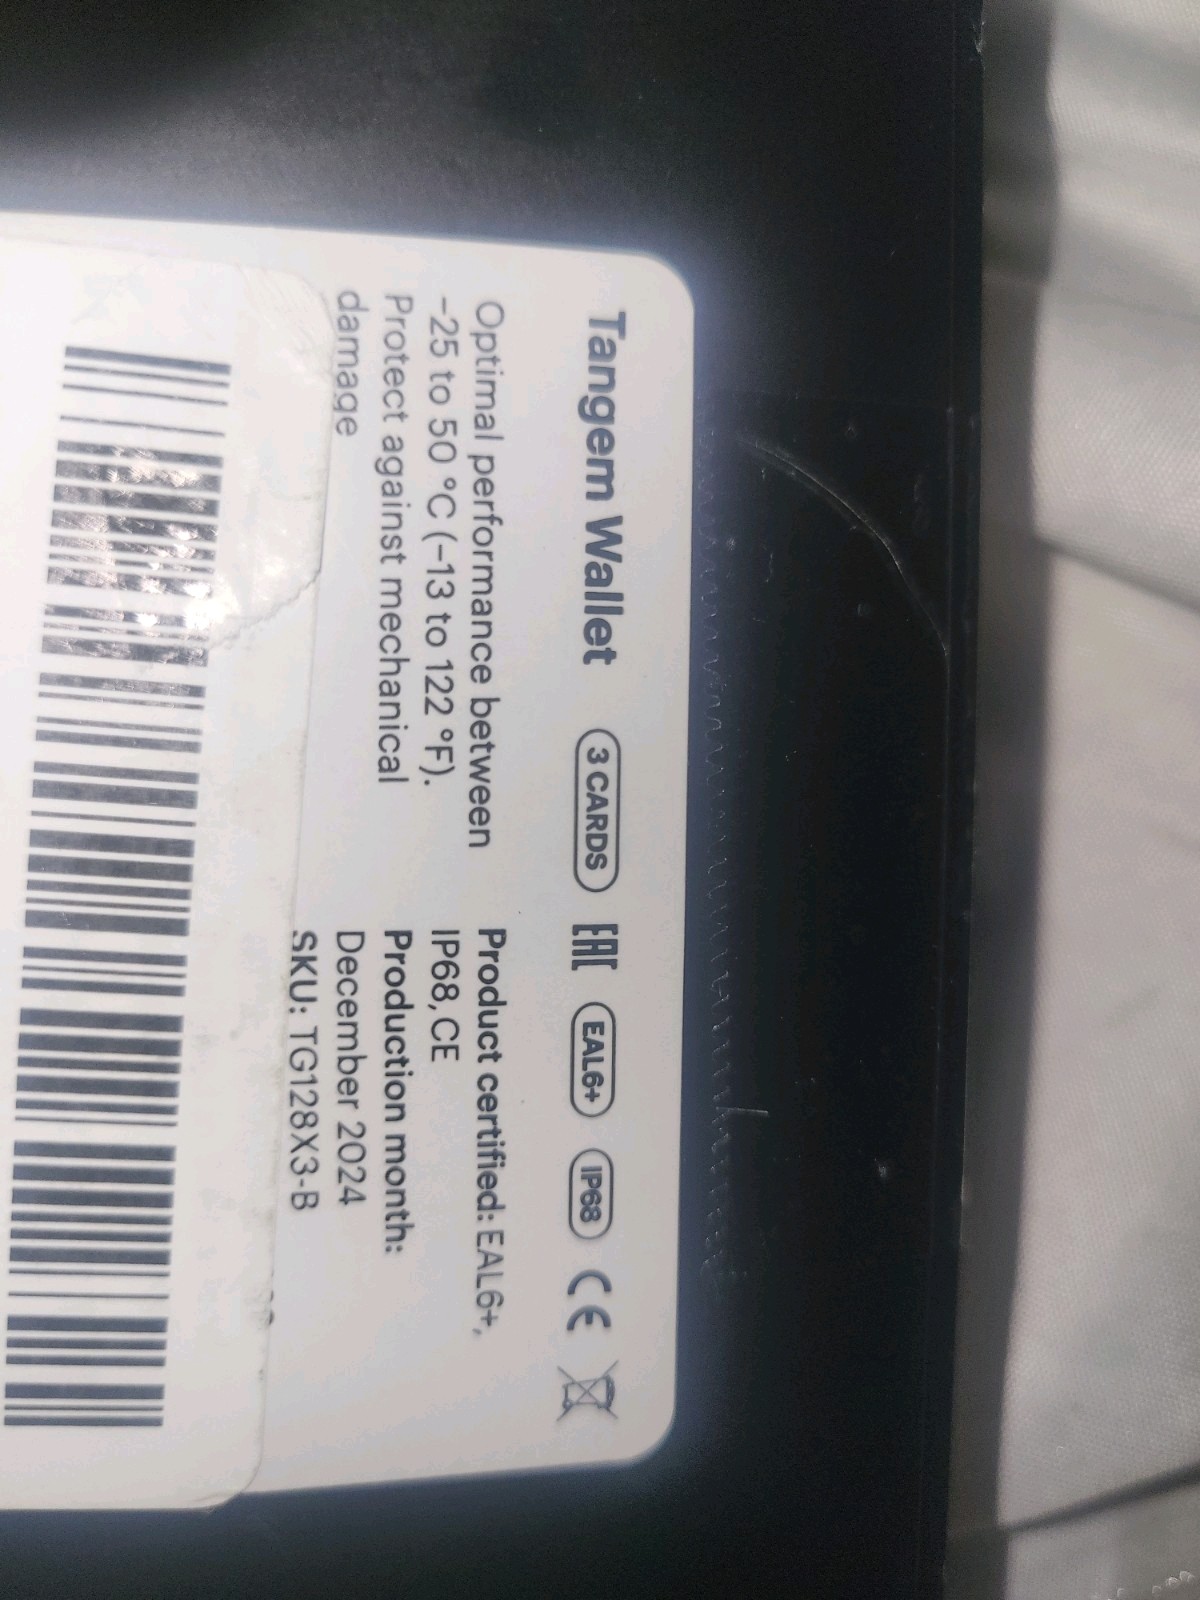 Tangem Wallet 3 CARDS EAC EAL6+ IP68 CE
Optimal performance between
-25 to 50 °C (-13 to 122 °F).
Protect against mechanical
damage
Product certified: EAL6+,
IP68, CE
Production month:
December 2024
SKU: TG128X3-B